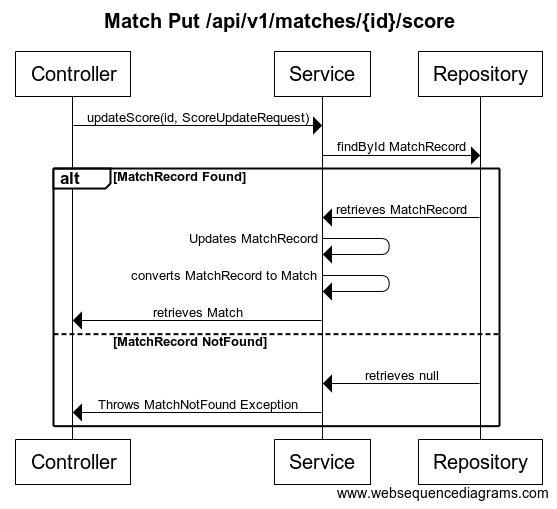 Match Put /api/v1/matches/{id}/score
Controller
Service
Repository
updateScore(id, ScoreUpdateRequest)
findById MatchRecord
alt
[MatchRecord Found]
retrieves MatchRecord
Updates MatchRecord
converts MatchRecord to Match
retrieves Match
[MatchRecord NotFound]
retrieves null
Throws MatchNotFound Exception
Controller
Service
Repository
www.websequencediagrams.com